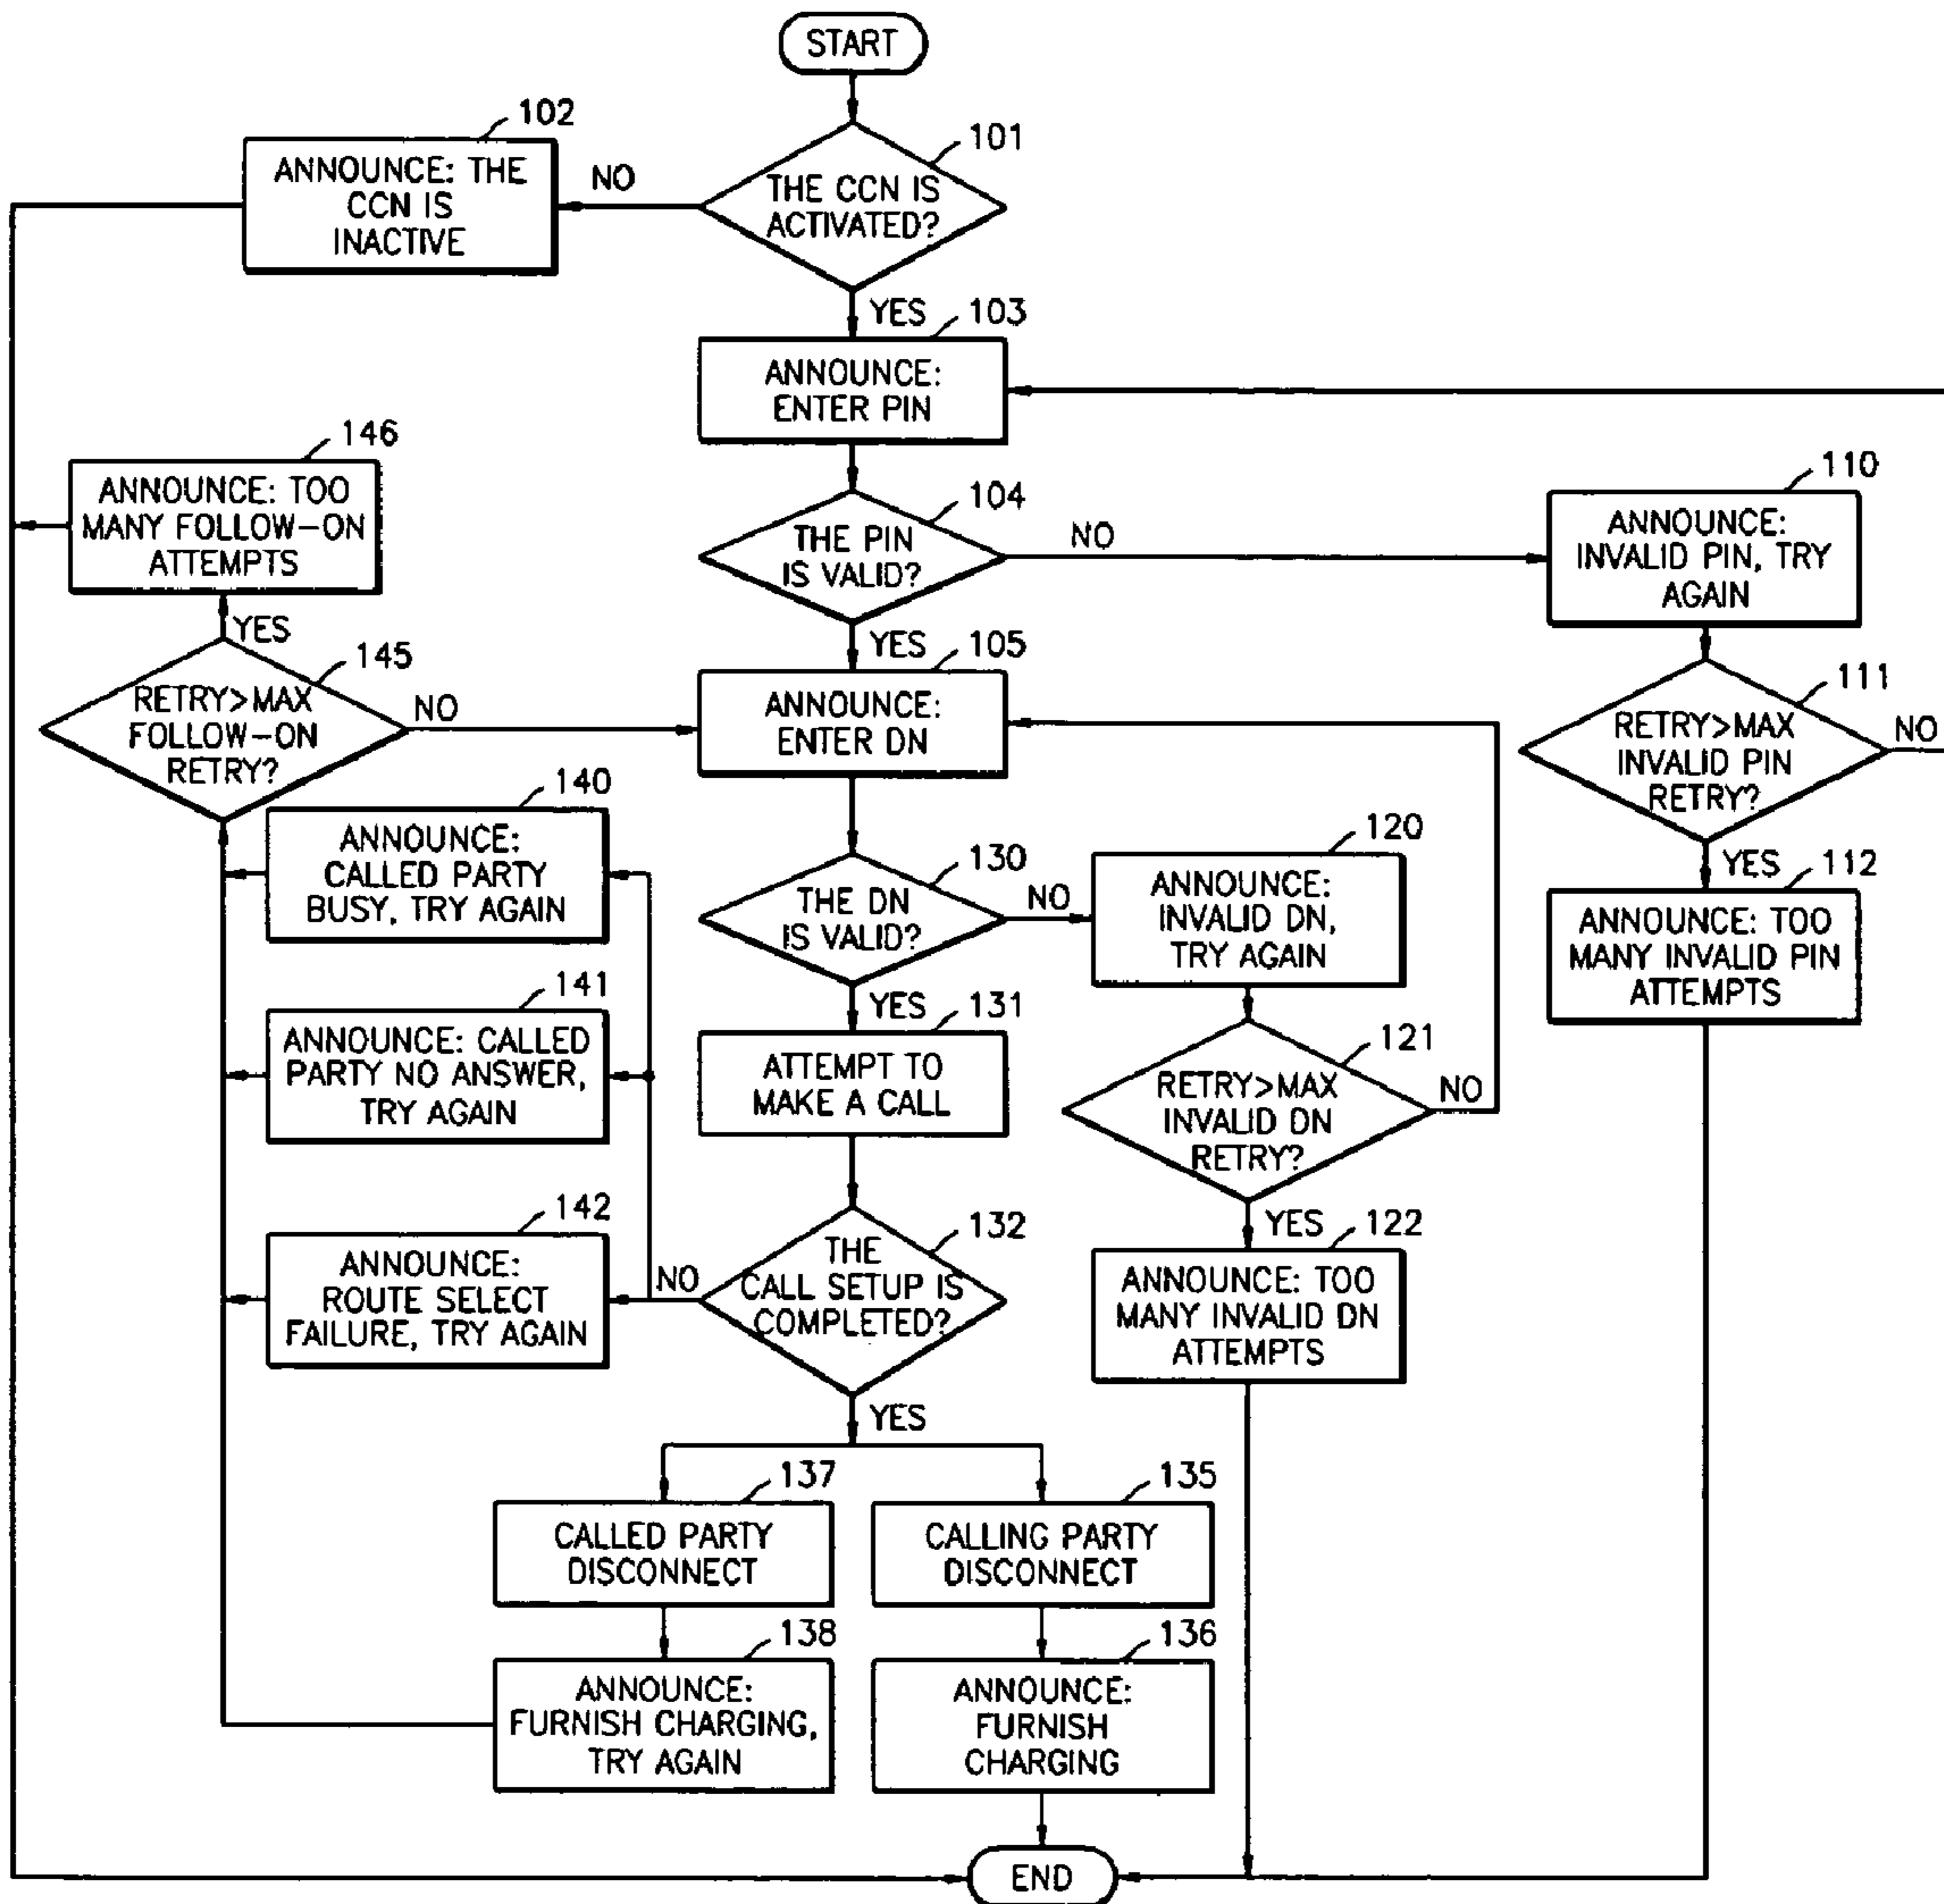 START
102
101
ANNOUNCE: THE
CCN IS
INACTIVE
NO
THE CCN IS
ACTIVATED?
YES
103
ANNOUNCE:
ENTER PIN
146
ANNOUNCE: TOO
MANY FOLLOW-ON
ATTEMPTS
104
THE PIN
IS VALID?
NO
110
ANNOUNCE:
INVALID PIN, TRY
AGAIN
YES
145
RETRY>MAX
FOLLOW-ON
RETRY?
NO
YES
105
ANNOUNCE:
ENTER DN
111
RETRY>MAX
INVALID PIN
RETRY?
NO
140
ANNOUNCE:
CALLED PARTY
BUSY, TRY AGAIN
130
THE DN
IS VALID?
NO
120
ANNOUNCE:
INVALID DN,
TRY AGAIN
YES
112
ANNOUNCE: TOO
MANY INVALID PIN
ATTEMPTS
141
ANNOUNCE: CALLED
PARTY NO ANSWER,
TRY AGAIN
YES
131
ATTEMPT TO
MAKE A CALL
121
RETRY>MAX
INVALID DN
RETRY?
NO
142
ANNOUNCE:
ROUTE SELECT
FAILURE, TRY AGAIN
NO
132
THE
CALL SETUP IS
COMPLETED?
YES
122
ANNOUNCE: TOO
MANY INVALID DN
ATTEMPTS
YES
137
CALLED PARTY
DISCONNECT
135
CALLING PARTY
DISCONNECT
138
ANNOUNCE:
FURNISH CHARGING,
TRY AGAIN
136
ANNOUNCE:
FURNISH
CHARGING
END